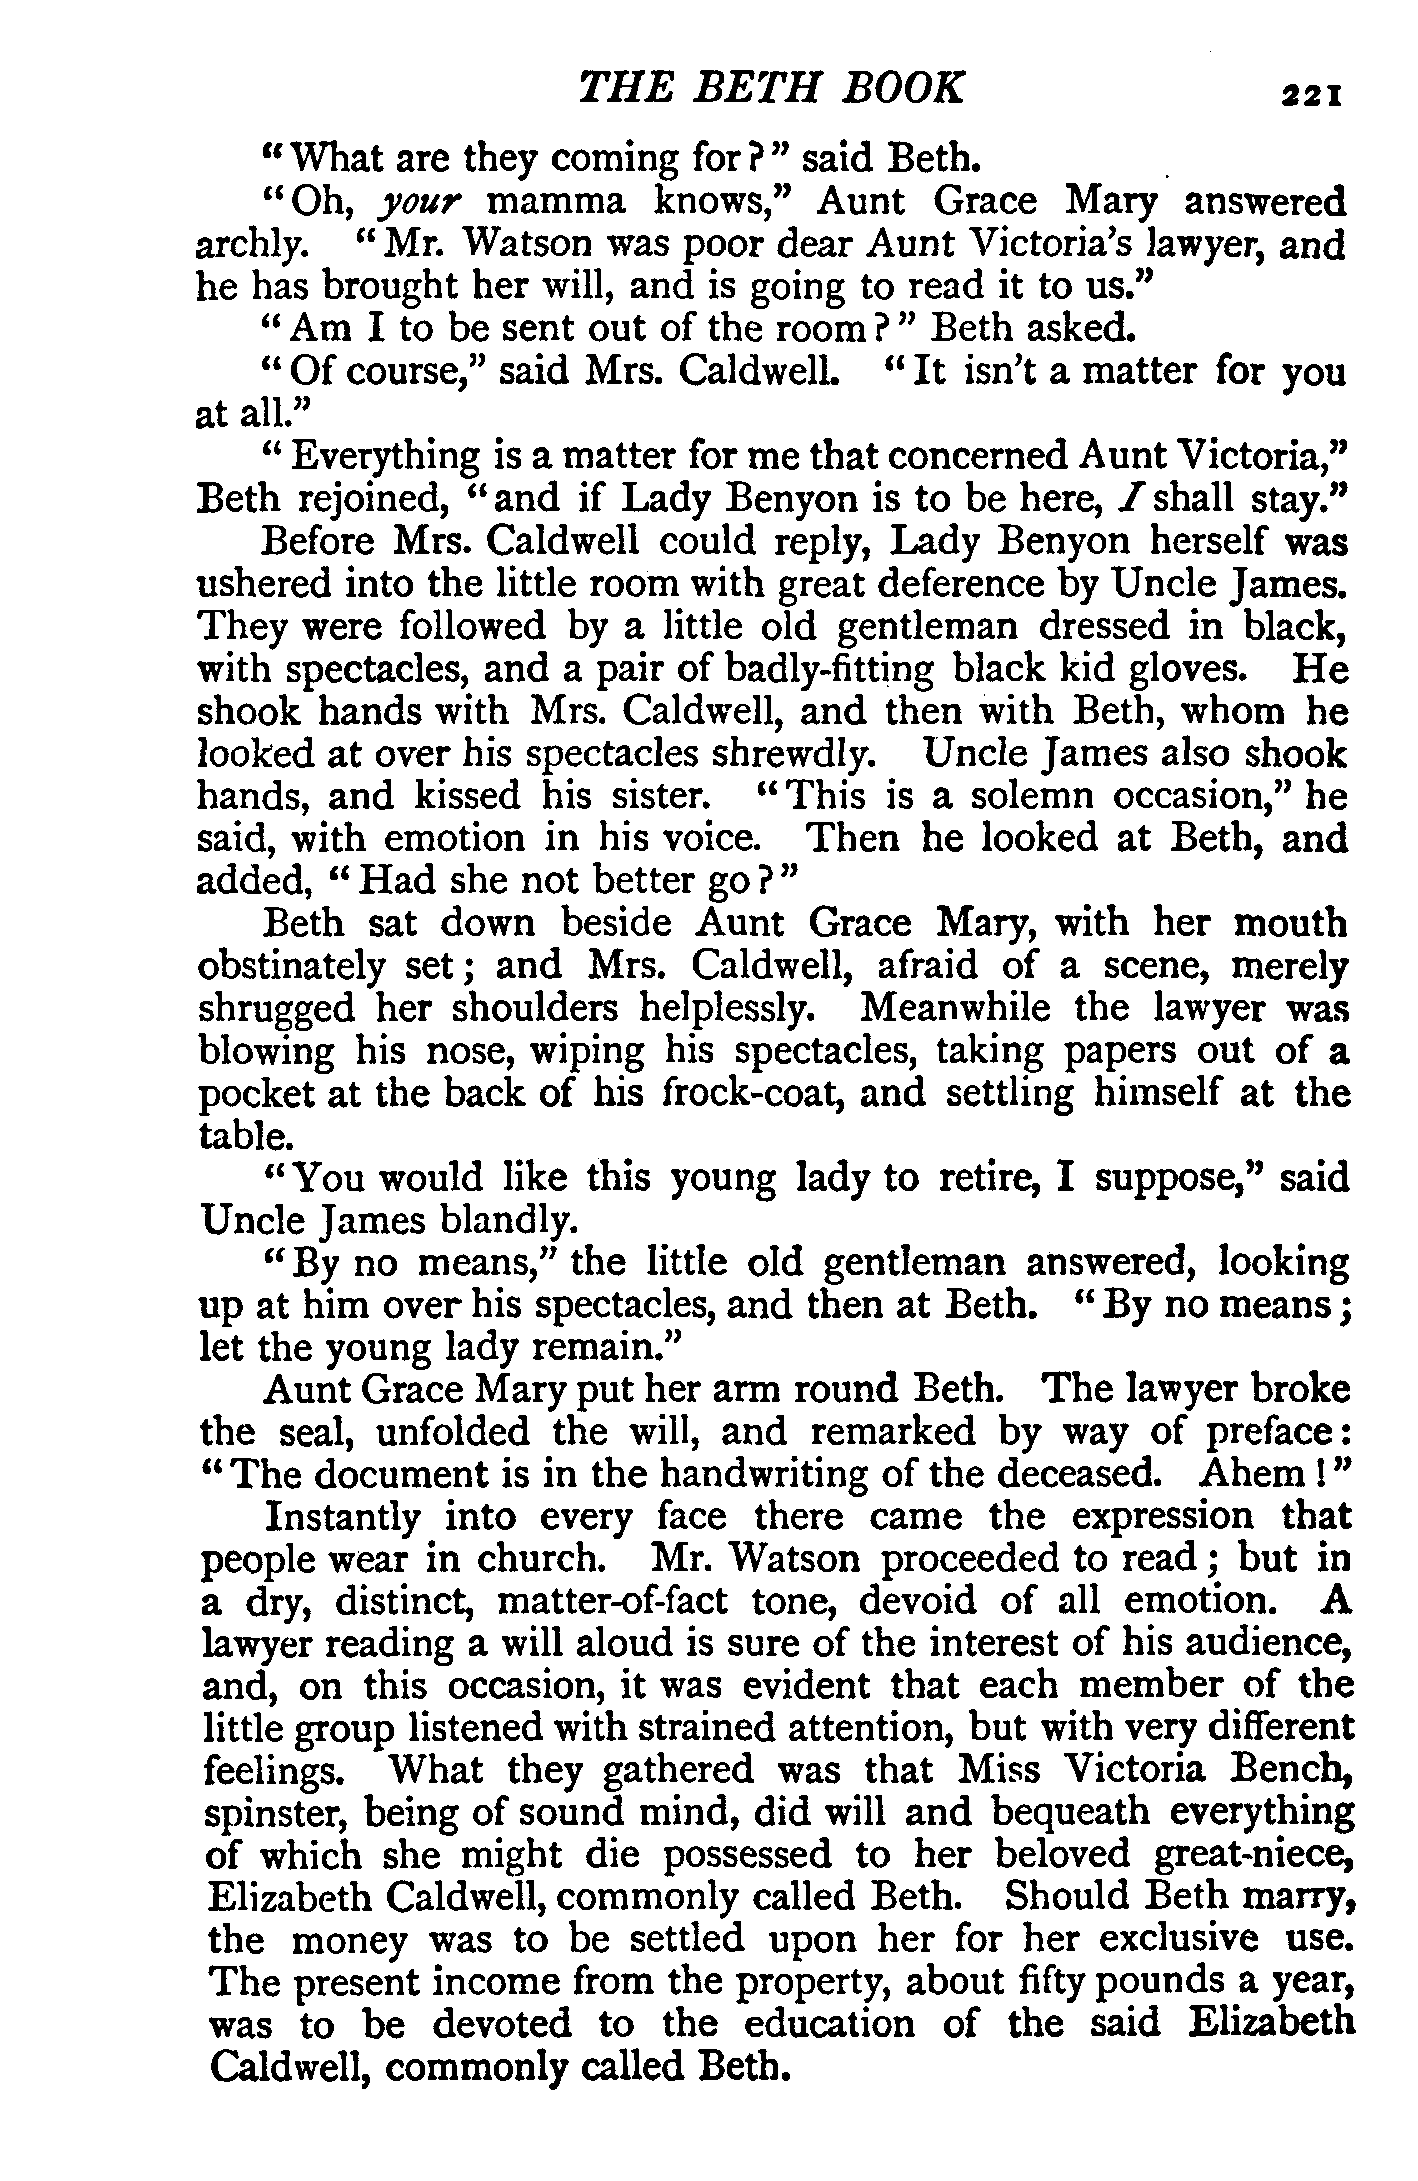 THE BETH BOOK 221
"What are they coming for?" said Beth.
"Oh, your mamma knows," Aunt Grace Mary answered
archly. "Mr. Watson was poor dear Aunt Victoria's lawyer, and
he has brought her will, and is going to read it to us."
"Am I to be sent out of the room?" Beth asked.
"Of course," said Mrs. Caldwell. "It isn't a matter for you
at all."
"Everything is a matter for me that concerned Aunt Victoria,"
Beth rejoined, "and if Lady Benyon is to be here, I shall stay."
Before Mrs. Caldwell could reply, Lady Benyon herself was
ushered into the little room with great deference by Uncle James.
They were followed by a little old gentleman dressed in black,
with spectacles, and a pair of badly-fitting black kid gloves. He
shook hands with Mrs. Caldwell, and then with Beth, whom he
looked at over his spectacles shrewdly. Uncle James also shook
hands, and kissed his sister. "This is a solemn occasion," he
said, with emotion in his voice. Then he looked at Beth, and
added, "Had she not better go?"
Beth sat down beside Aunt Grace Mary, with her mouth
obstinately set; and Mrs. Caldwell, afraid of a scene, merely
shrugged her shoulders helplessly. Meanwhile the lawyer was
blowing his nose, wiping his spectacles, taking papers out of a
pocket at the back of his frock-coat, and settling himself at the
table.
"You would like this young lady to retire, I suppose," said
Uncle James blandly.
"By no means," the little old gentleman answered, looking
up at him over his spectacles, and then at Beth. "By no means;
let the young lady remain."
Aunt Grace Mary put her arm round Beth. The lawyer broke
the seal, unfolded the will, and remarked by way of preface:
"The document is in the handwriting of the deceased. Ahem!"
Instantly into every face there came the expression that
people wear in church. Mr. Watson proceeded to read; but in
a dry, distinct, matter-of-fact tone, devoid of all emotion. A
lawyer reading a will aloud is sure of the interest of his audience,
and, on this occasion, it was evident that each member of the
little group listened with strained attention, but with very different
feelings. What they gathered was that Miss Victoria Bench,
spinster, being of sound mind, did will and bequeath everything
of which she might die possessed to her beloved great-niece,
Elizabeth Caldwell, commonly called Beth. Should Beth marry,
the money was to be settled upon her for her exclusive use.
The present income from the property, about fifty pounds a year,
was to be devoted to the education of the said Elizabeth
Caldwell, commonly called Beth.